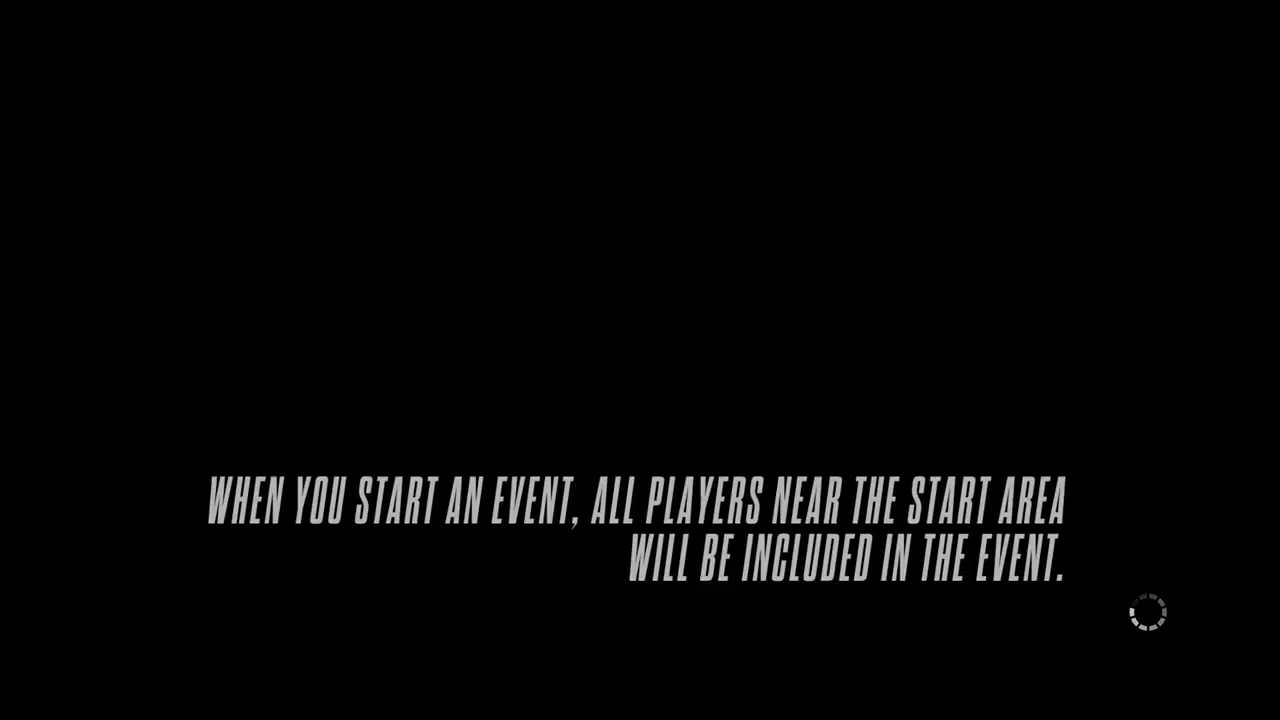 WHEN YOU START AN EVENT, ALL PLAYERS NEAR THE START AREA
WILL BE INCLUDED IN THE EVENT.